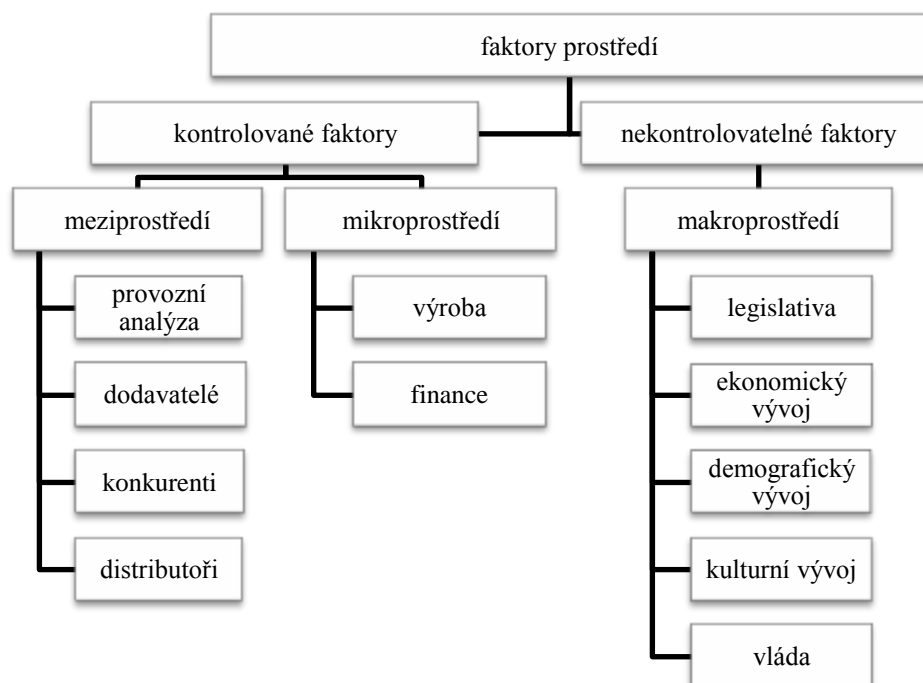 faktory prostředí
kontrolované faktory
nekontrolovatelné faktory
meziprostředí
mikroprostředí
makroprostředí
provozní
analýza
výroba
legislativa
dodavatelé
finance
ekonomický
vývoj
konkurenti
demografický
vývoj
distributoři
kulturní vývoj
vláda